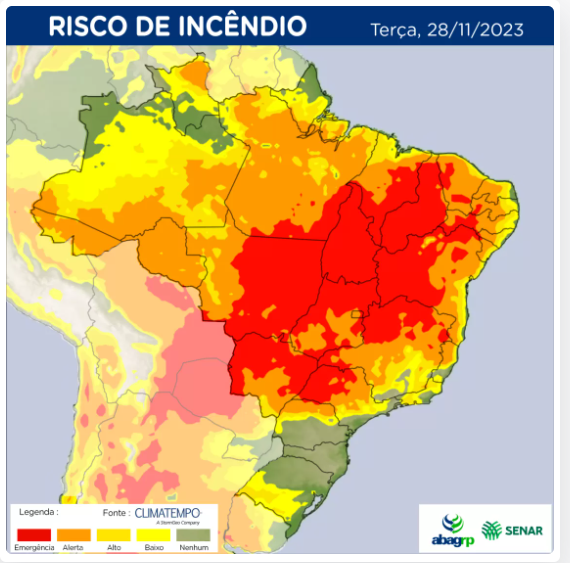 RISCO DE INCÊNDIO
Terça, 28/11/2023
Legenda :
Fonte : CLIMATEMPO
A StormGeo Company
Emergência Alerta Alto Baixo Nenhum
abagrp
SENAR